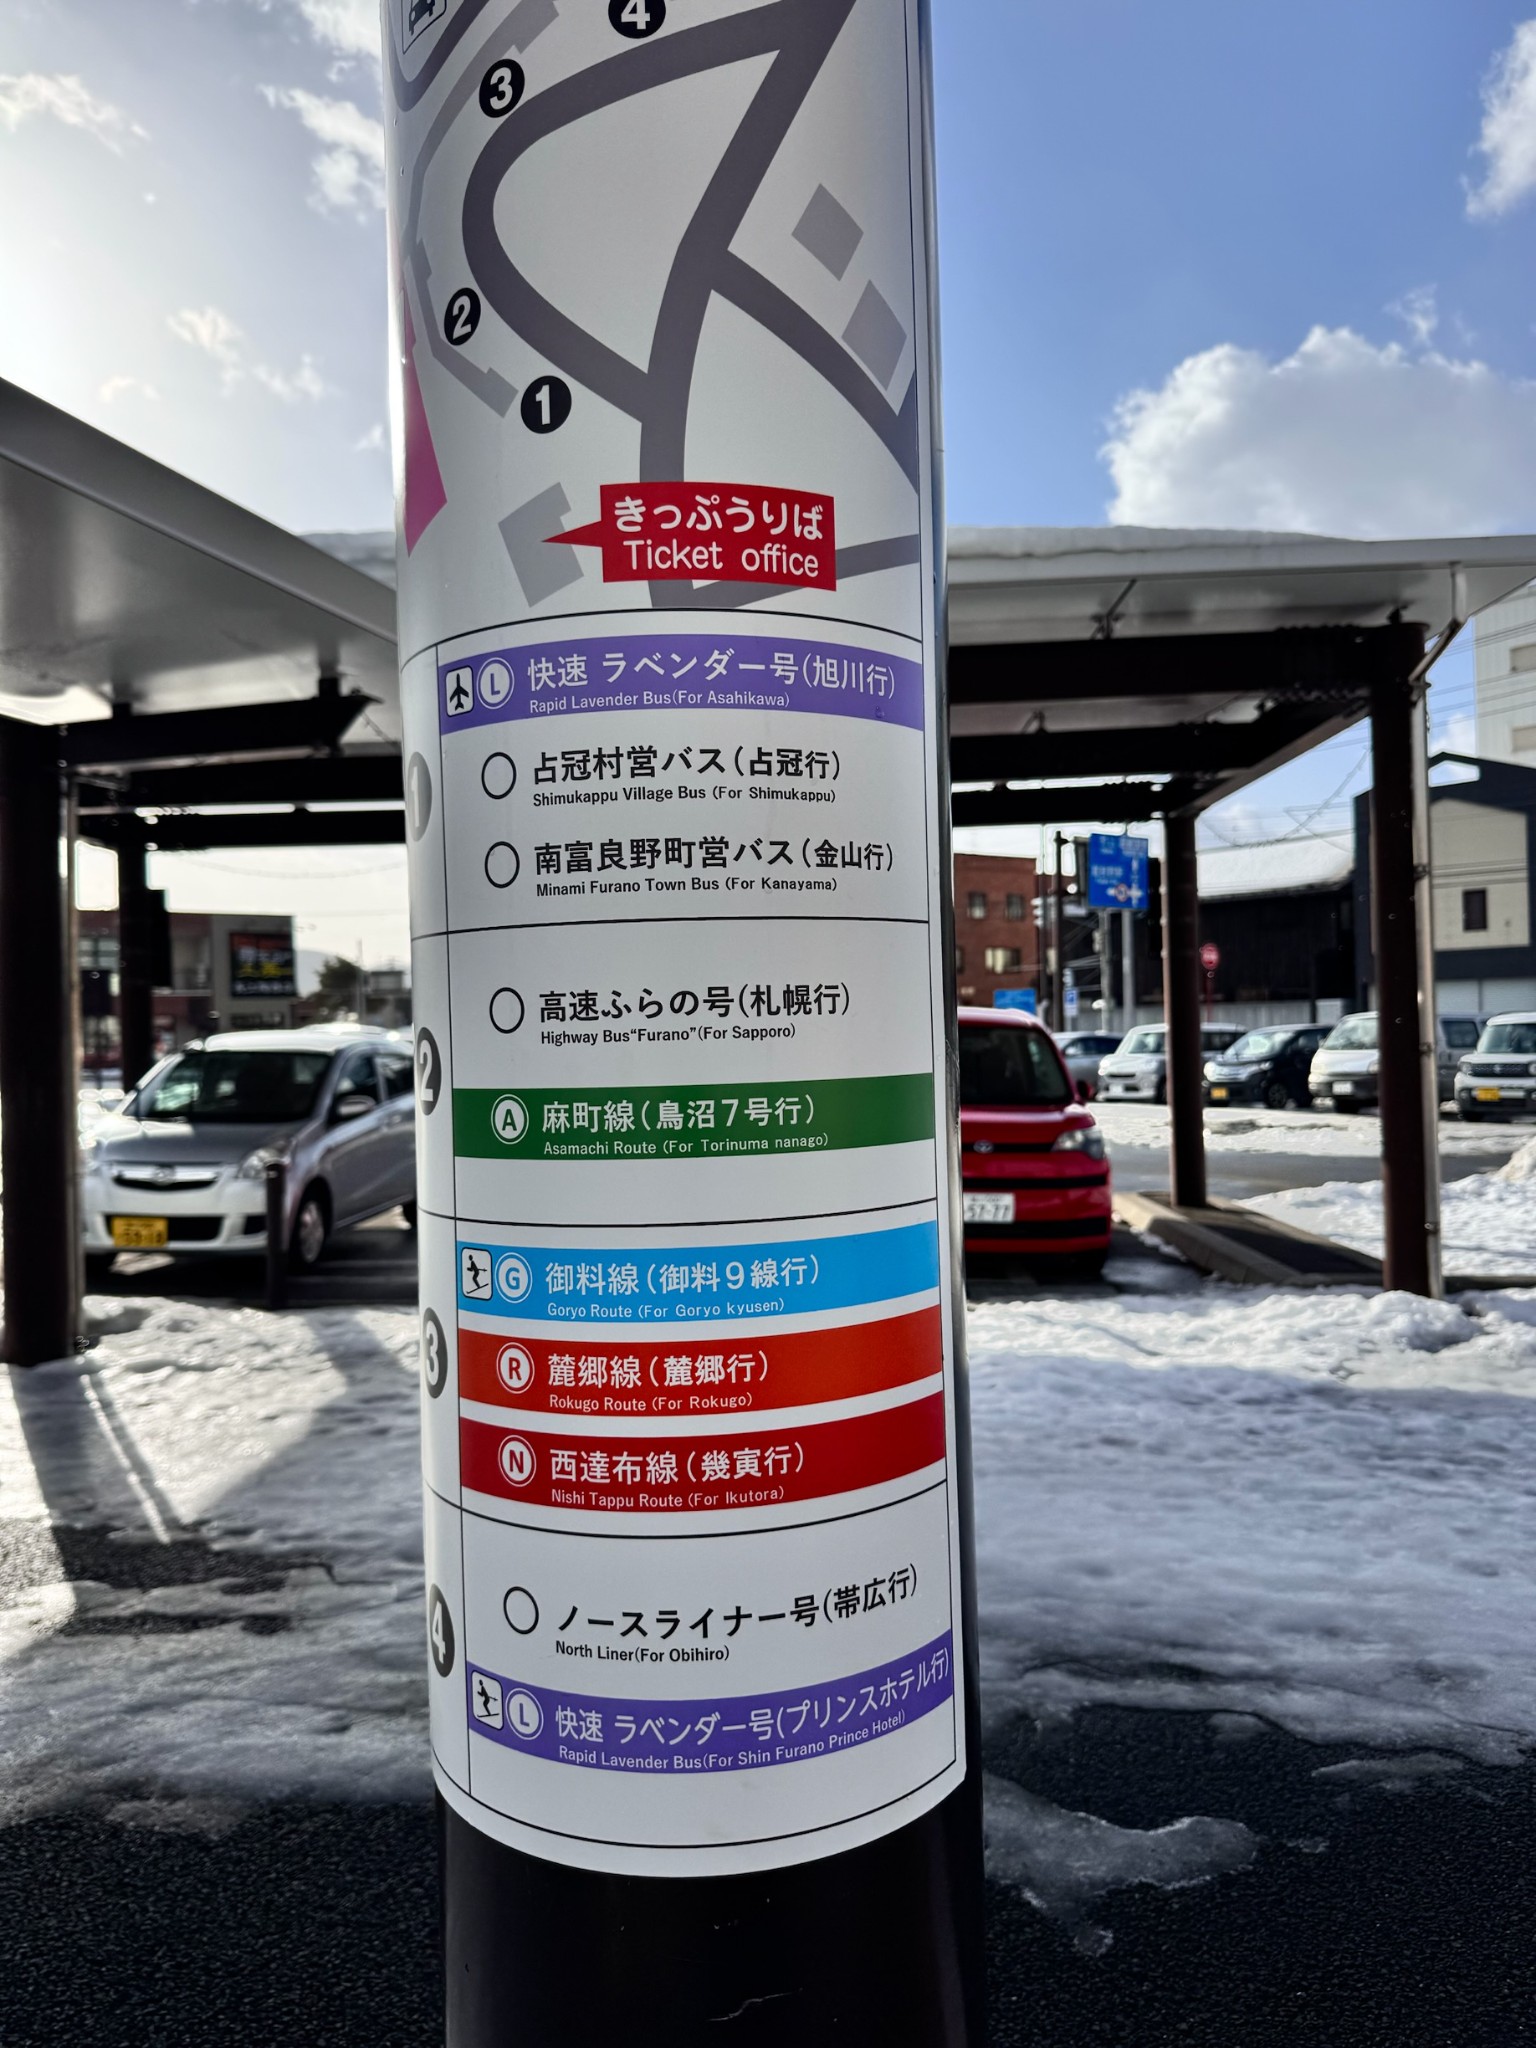 4
3
2
1
きっぷうりば
Ticket office
1
L 快速 ラベンダー号(旭川行)
Rapid Lavender Bus(For Asahikawa)
占冠村営バス(占冠行)
Shimukappu Village Bus (For Shimukappu)
南富良野町営バス(金山行)
Minami Furano Town Bus (For Kanayama)
2
高速ふらの号(札幌行)
Highway Bus“Furano”(For Sapporo)
A 麻町線(鳥沼7号行)
Asamachi Route (For Torinuma nanago)
3
G 御料線(御料9線行)
Goryo Route (For Goryo kyusen)
R 麓郷線(麓郷行)
Rokugo Route (For Rokugo)
N 西達布線(幾寅行)
Nishi Tappu Route (For Ikutora)
4
ノースライナー号(帯広行)
North Liner(For Obihiro)
L 快速 ラベンダー号(プリンスホテル行)
Rapid Lavender Bus(For Shin Furano Prince Hotel)
57-77